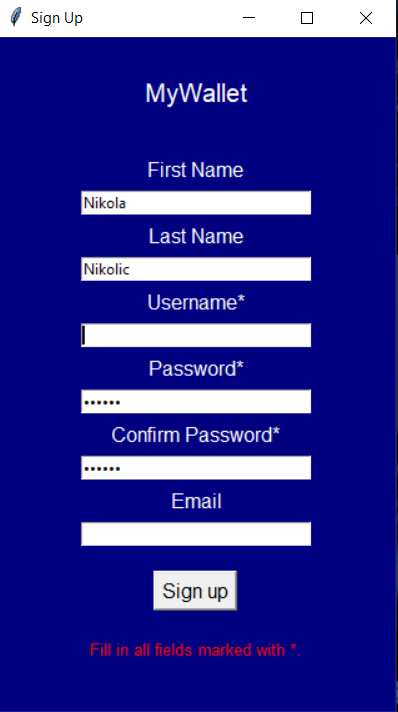 Sign Up
MyWallet
First Name
Nikola
Last Name
Nikolic
Username*
Password*
••••••
Confirm Password*
••••••
Email
Sign up
Fill in all fields marked with *.